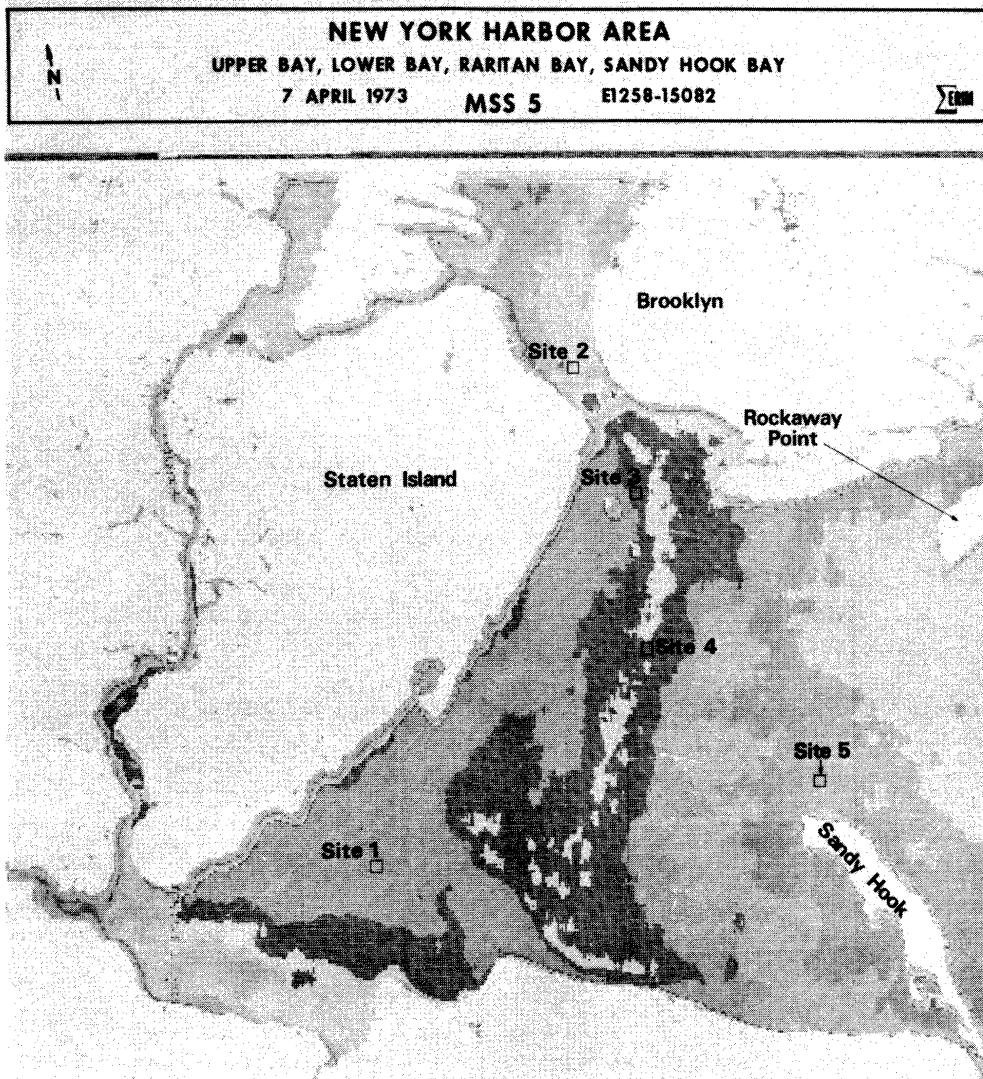 NEW YORK HARBOR AREA
UPPER BAY, LOWER BAY, RARITAN BAY, SANDY HOOK BAY
7 APRIL 1973 MSS 5 E1258-15082
N
ERIM
Brooklyn
Site 2
Rockaway
Point
Staten Island
Site 3
Site 4
Site 5
Site 1
Sandy Hook